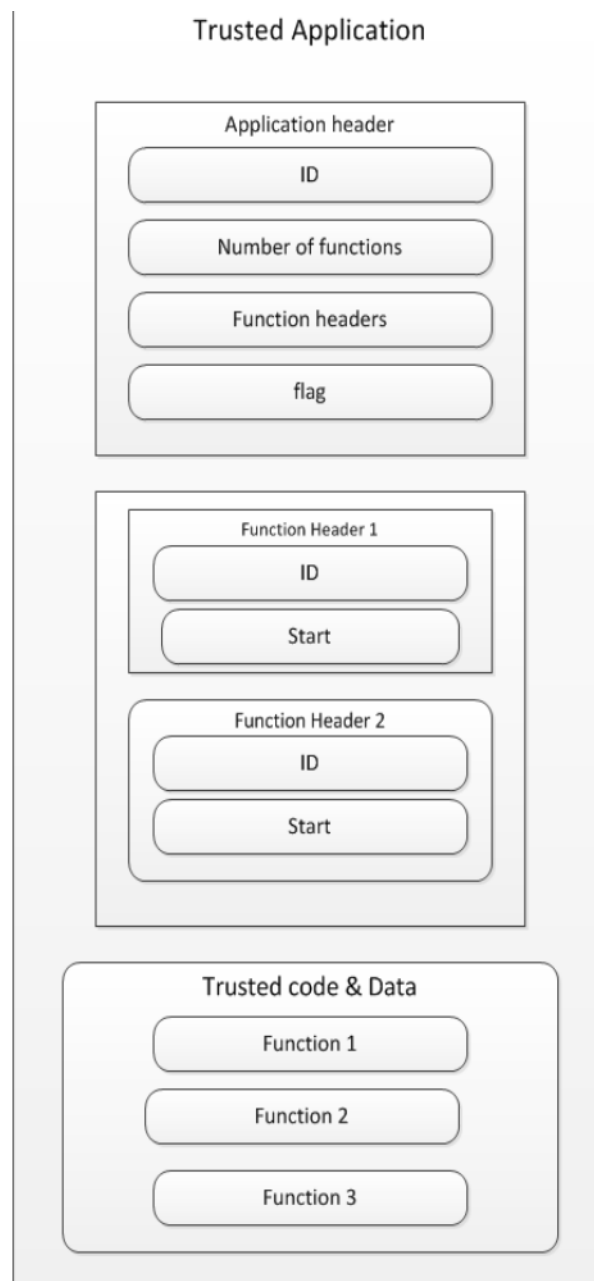 Trusted Application
Application header
ID
Number of functions
Function headers
flag
Function Header 1
ID
Start
Function Header 2
ID
Start
Trusted code & Data
Function 1
Function 2
Function 3